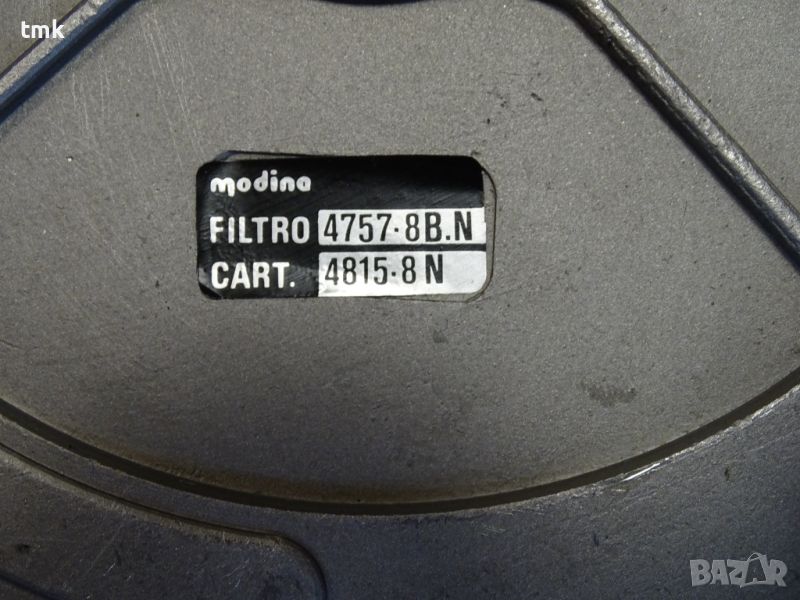 tmk
modina
FILTRO 4757·8B.N
CART. 4815·8 N
BAZAR